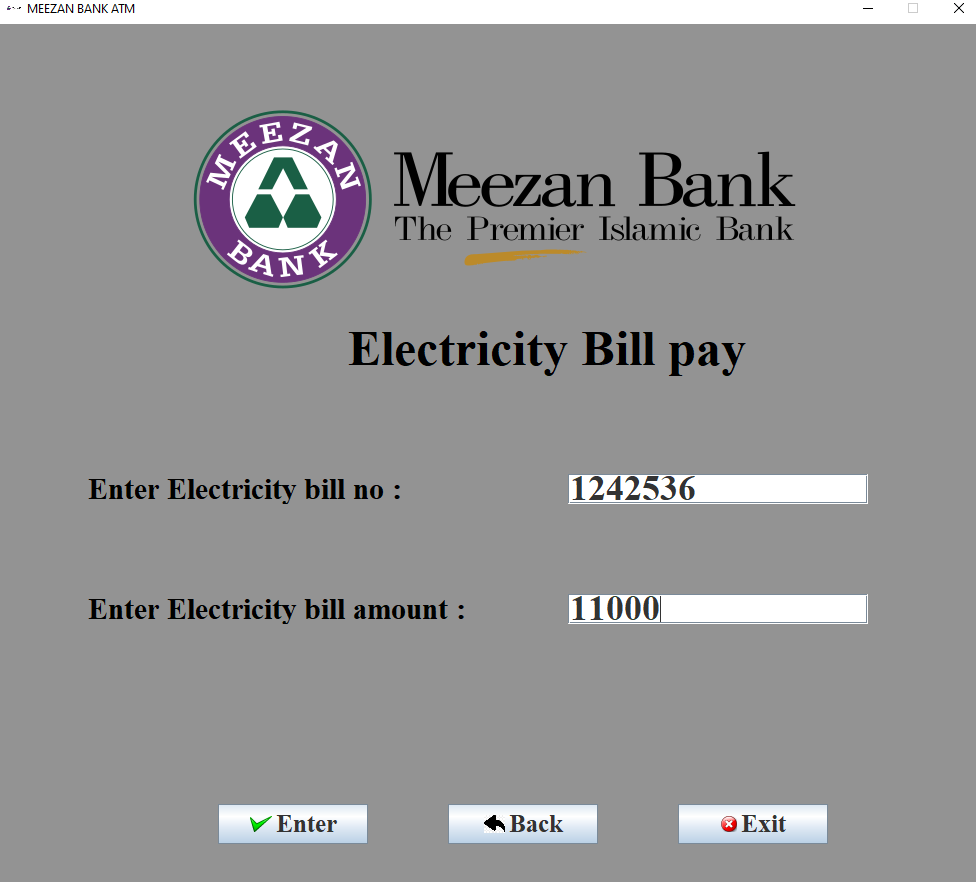 MEEZAN BANK ATM
MEEZAN
BANK
Meezan Bank
The Premier Islamic Bank
Electricity Bill pay
Enter Electricity bill no : 1242536
Enter Electricity bill amount : 11000
Enter Back Exit